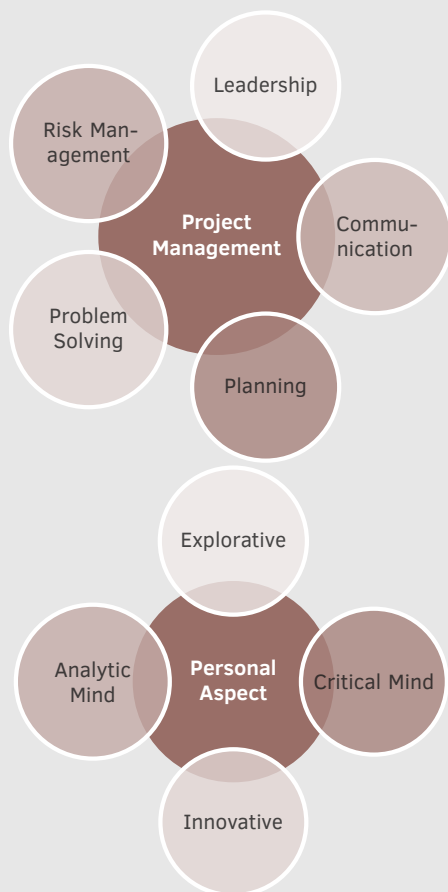 Leadership
Risk Man-
agement
Project
Management
Commu-
nication
Problem
Solving
Planning
Explorative
Analytic
Mind
Personal
Aspect
Critical Mind
Innovative